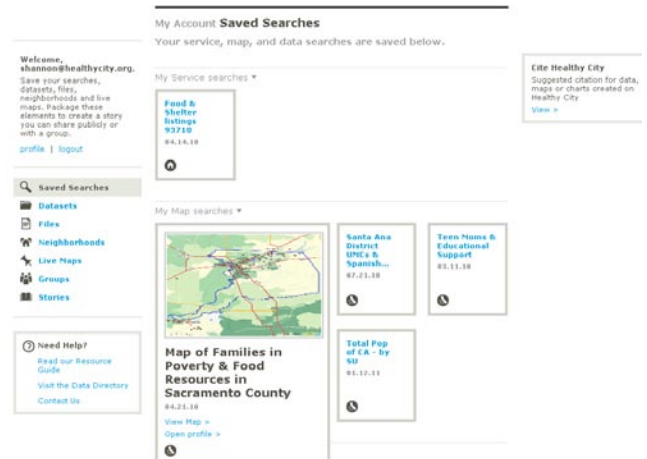 My Account Saved Searches
Your service, map, and data searches are saved below.
Welcome,
shannon@healthycity.org.
Save your searches,
datasets, files,
neighborhoods and live
maps. Package these
elements to create a story
you can share publicly or
with a group.
profile | logout
Saved Searches
Datasets
Files
Neighborhoods
Live Maps
Groups
Stories
Need Help?
Read our Resource
Guide
Visit the Data Directory
Contact Us
My Service searches ▼
Food &
Shelter
listings
93710
04.14.10
My Map searches ▼
Map of Families in
Poverty & Food
Resources in
Sacramento County
04.21.10
View Map >
Open profile >
Santa Ana
District
UMCs &
Spanish...
07.21.10
Teen Moms &
Educational
Support
03.11.10
Total Pop
of CA - by
SU
01.12.11
Cite Healthy City
Suggested citation for data,
maps or charts created on
Healthy City
View >